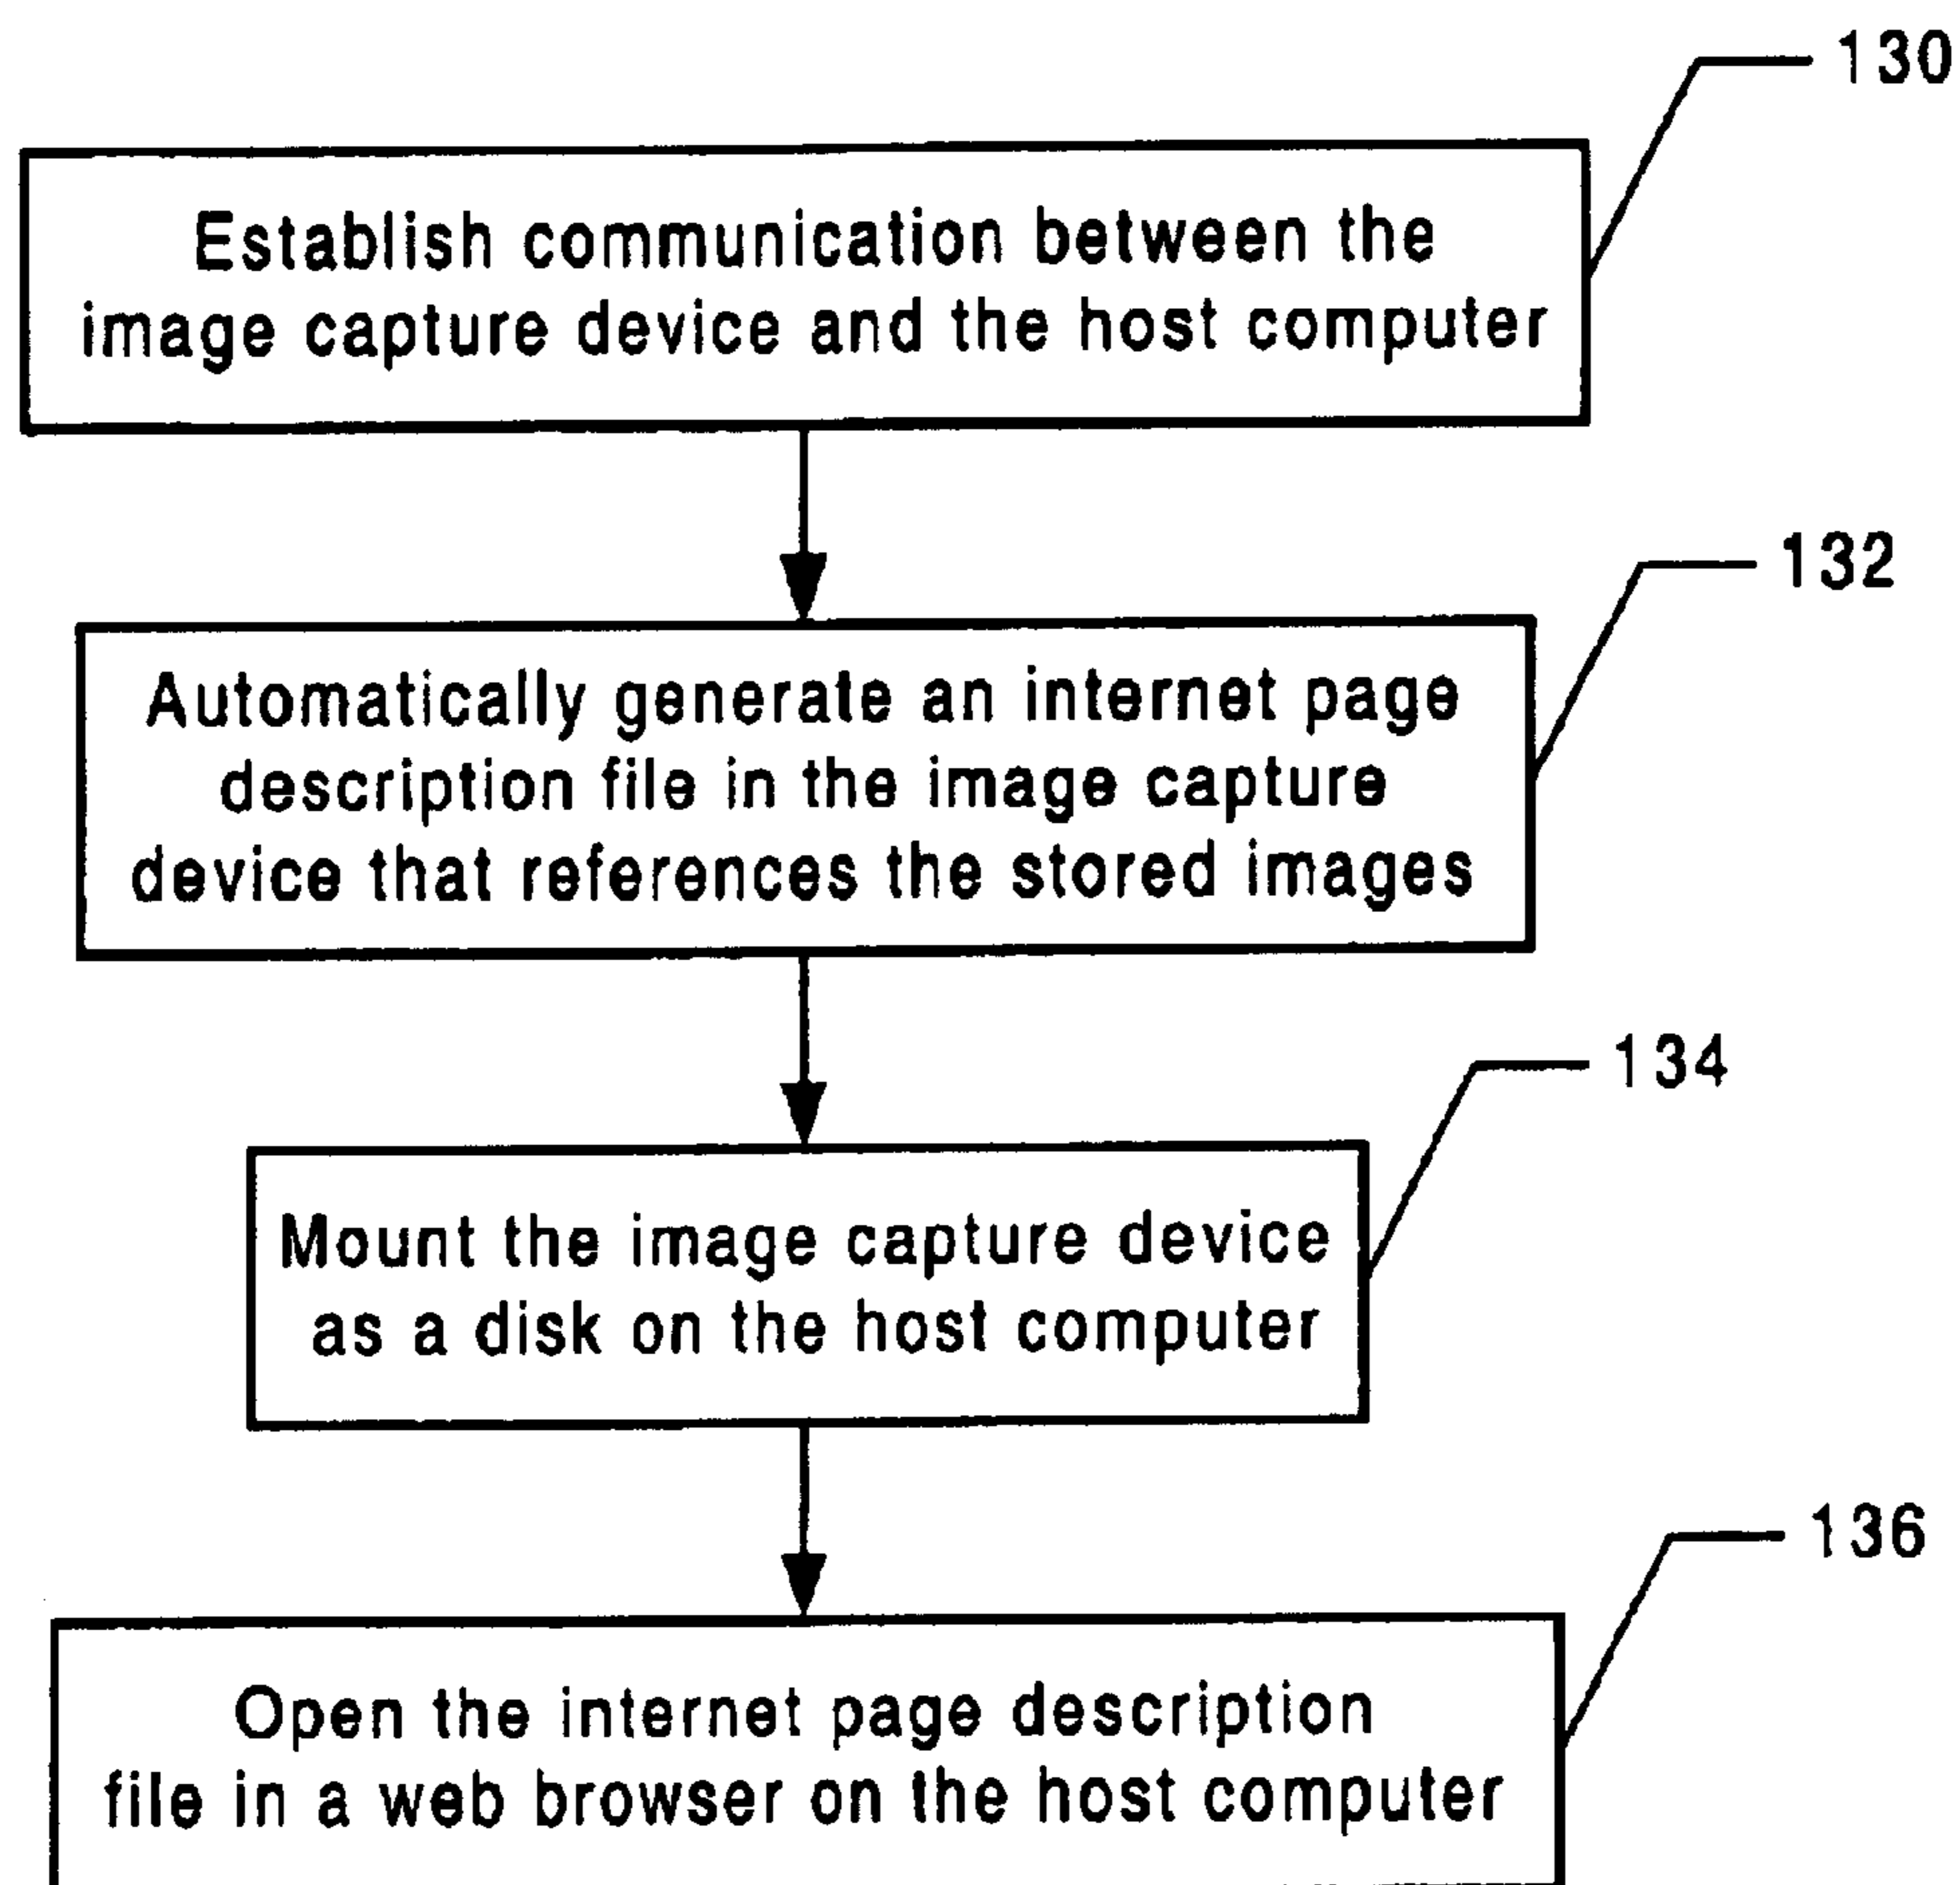 130
Establish communication between the
image capture device and the host computer
132
Automatically generate an internet page
description file in the image capture
device that references the stored images
134
Mount the image capture device
as a disk on the host computer
136
Open the internet page description
file in a web browser on the host computer